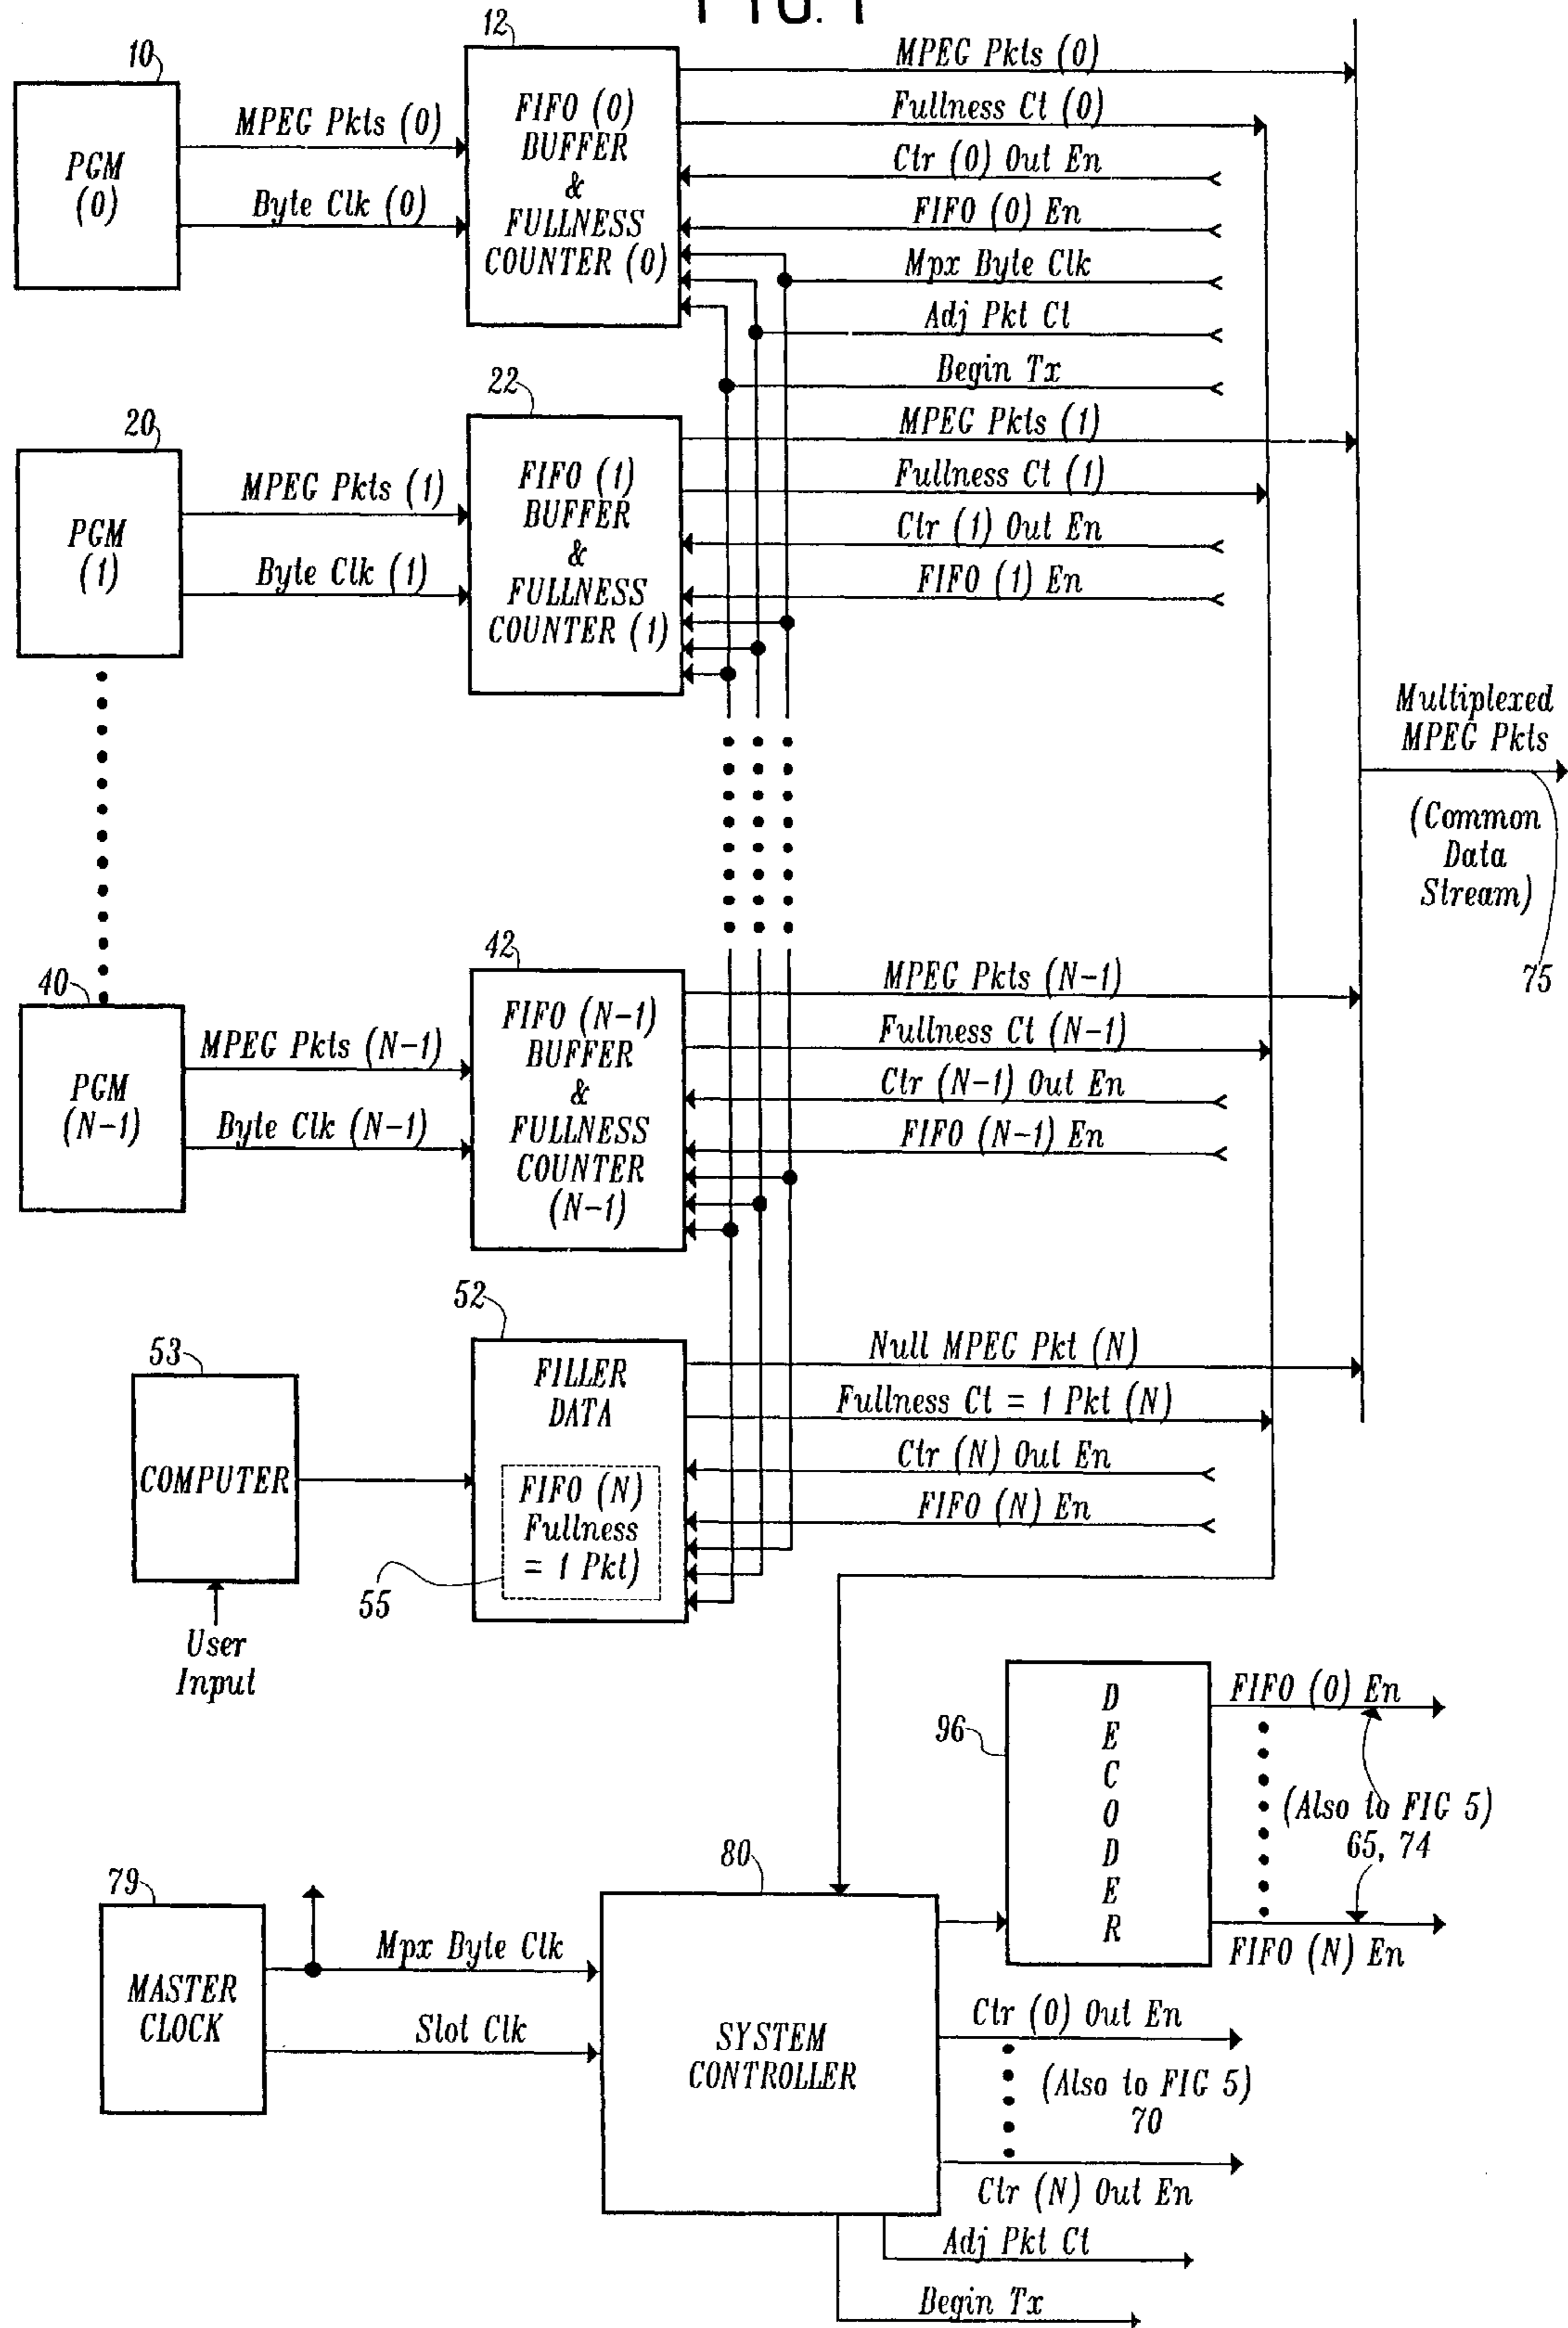 FIG. 1
12
10
PGM
(0)
MPEG Pkts (0)
Byte Clk (0)
FIFO (0)
BUFFER
&
FULLNESS
COUNTER (0)
MPEG Pkts (0)
Fullness Ct (0)
Ctr (0) Out En
FIFO (0) En
Mpx Byte Clk
Adj Pkt Ct
Begin Tx
22
20
PGM
(1)
MPEG Pkts (1)
Byte Clk (1)
FIFO (1)
BUFFER
&
FULLNESS
COUNTER (1)
MPEG Pkts (1)
Fullness Ct (1)
Ctr (1) Out En
FIFO (1) En
Multiplexed
MPEG Pkts
(Common
Data
Stream)
75
42
40
PGM
(N-1)
MPEG Pkts (N-1)
Byte Clk (N-1)
FIFO (N-1)
BUFFER
&
FULLNESS
COUNTER
(N-1)
MPEG Pkts (N-1)
Fullness Ct (N-1)
Ctr (N-1) Out En
FIFO (N-1) En
52
53
COMPUTER
User
Input
FILLER
DATA
FIFO (N)
Fullness
= 1 Pkt)
55
Null MPEG Pkt (N)
Fullness Ct = 1 Pkt (N)
Ctr (N) Out En
FIFO (N) En
96
DECODER
FIFO (0) En
(Also to FIG 5)
65, 74
FIFO (N) En
79
MASTER
CLOCK
Mpx Byte Clk
Slot Clk
80
SYSTEM
CONTROLLER
Ctr (0) Out En
(Also to FIG 5)
70
Ctr (N) Out En
Adj Pkt Ct
Begin Tx